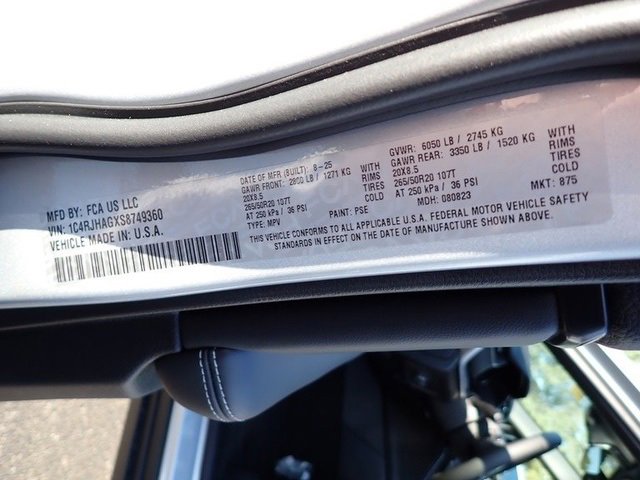 MFD BY: FCA US LLC
VIN: 1C4RJHAGXS8749360
VEHICLE MADE IN U.S.A.
DATE OF MFR (BUILT): 8-25
GAWR FRONT: 2800 LB / 1271 KG WITH
20X8.5 RIMS
265/50R20 107T TIRES
AT 250 kPa / 36 PSI COLD
TYPE: MPV PAINT: PSE
GVWR: 6050 LB / 2745 KG
GAWR REAR: 3350 LB / 1520 KG WITH
20X8.5 RIMS
265/50R20 107T TIRES
AT 250 kPa / 36 PSI COLD
MDH: 080823 MKT: 875
THIS VEHICLE CONFORMS TO ALL APPLICABLE U.S.A. FEDERAL MOTOR VEHICLE SAFETY
STANDARDS IN EFFECT ON THE DATE OF MANUFACTURE SHOWN ABOVE.